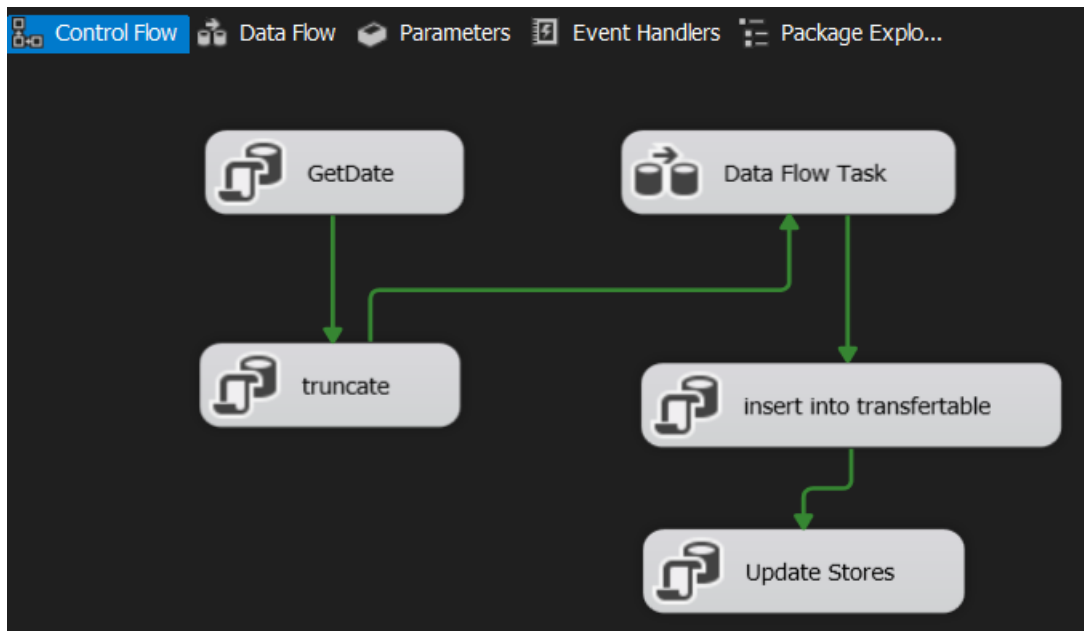 Control Flow Data Flow Parameters Event Handlers Package Explo...
GetDate
Data Flow Task
truncate
insert into transfertable
Update Stores